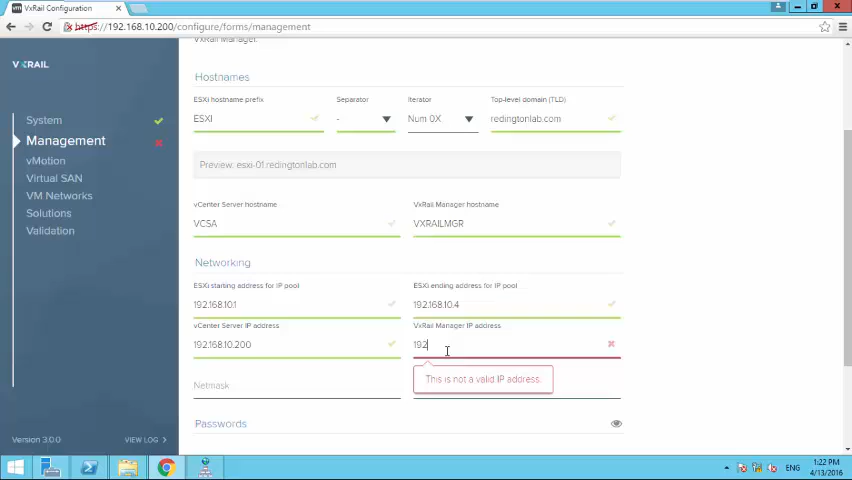 VxRail Configuration
https://192.168.10.200/configure/forms/management
VxRail Manager.
VXRAIL
Hostnames
ESXi hostname prefix
Separator
Iterator
Top-level domain (TLD)
ESXI
-
Num 0X
redingtonlab.com
Preview: esxi-01.redingtonlab.com
System
Management
vMotion
Virtual SAN
VM Networks
Solutions
Validation
vCenter Server hostname
VxRail Manager hostname
VCSA
VXRAILMGR
Networking
ESXi starting address for IP pool
ESXi ending address for IP pool
192.168.10.1
192.168.10.4
vCenter Server IP address
VxRail Manager IP address
192.168.10.200
192
This is not a valid IP address.
Netmask
Passwords
Version 3.0.0
VIEW LOG >
ENG
1:22 PM
4/13/2016